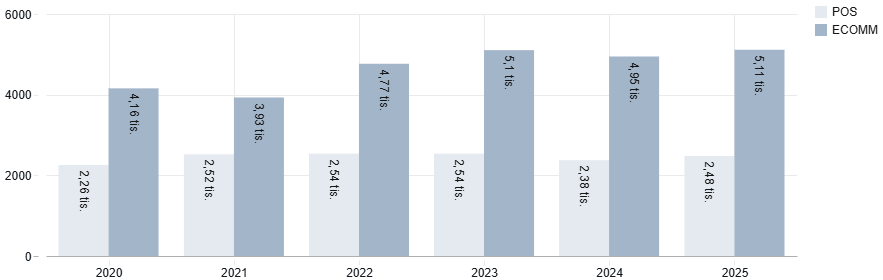 6000
4000
2000
0
2,26 tis.
4,16 tis.
2,52 tis.
3,93 tis.
2,54 tis.
4,77 tis.
2,54 tis.
5,1 tis.
2,38 tis.
4,95 tis.
2,48 tis.
5,11 tis.
2020
2021
2022
2023
2024
2025
POS
ECOMM